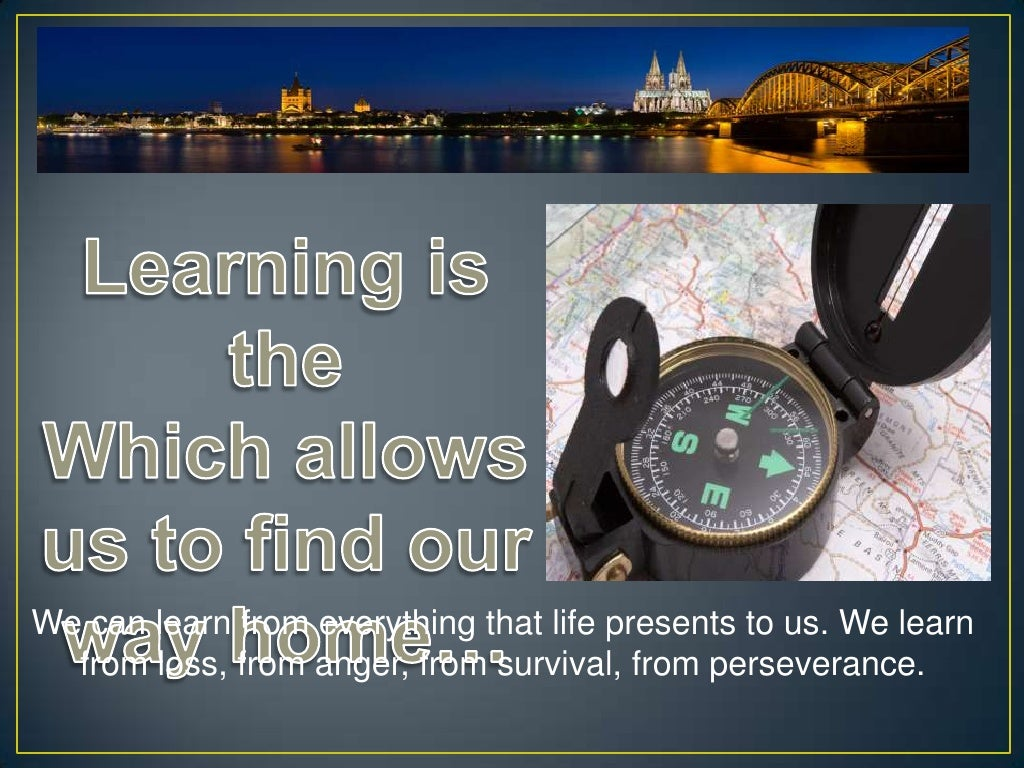 Learning is
the
Which allows
us to find our
way home...
We can learn from everything that life presents to us. We learn
from loss, from anger, from survival, from perseverance.
N
S
E